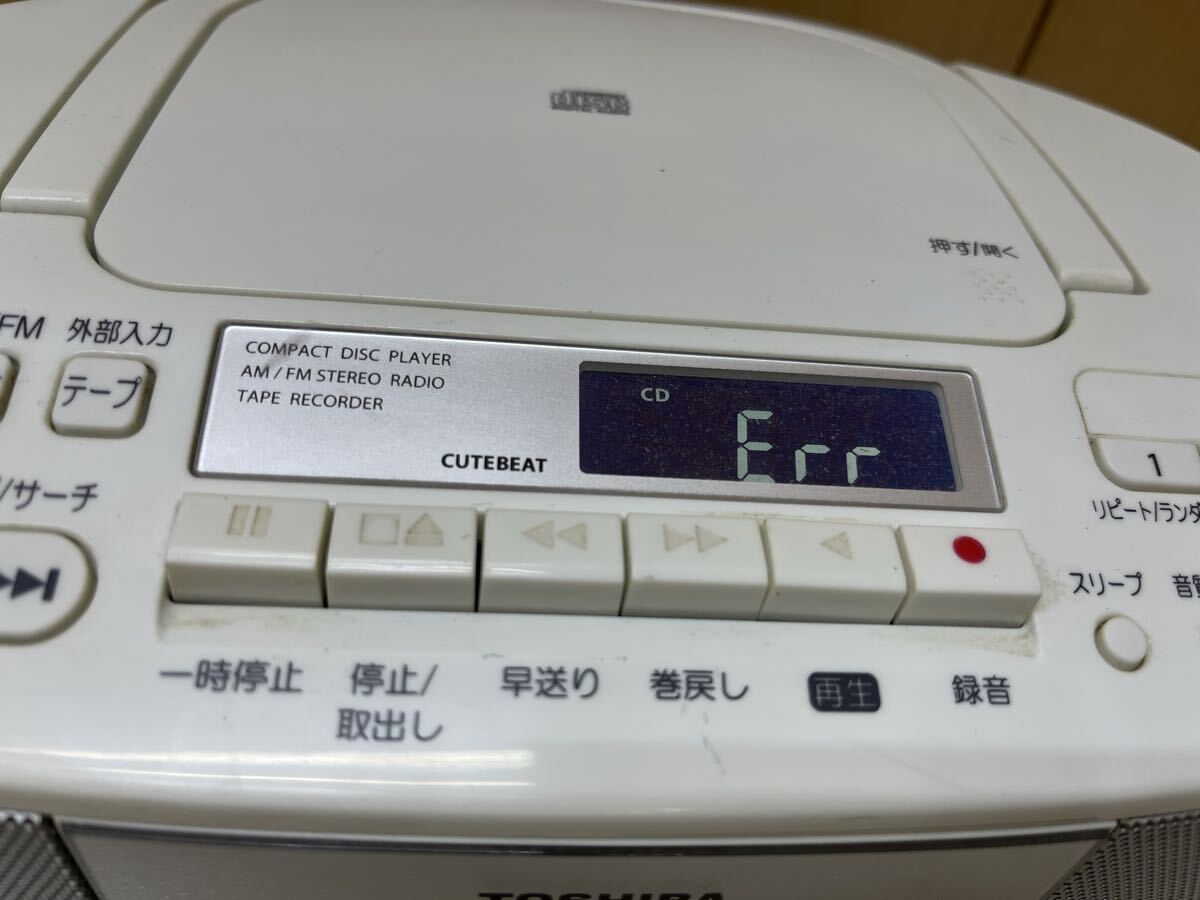 disc
押す/開く
FM 外部入力
テープ
COMPACT DISC PLAYER
AM/FM STEREO RADIO
TAPE RECORDER
CUTEBEAT
CD
Err
1
リピート/ランダ
/サーチ
スリープ
音質
一時停止
停止/
取出し
早送り
巻戻し
再生
録音
TOSHIBA